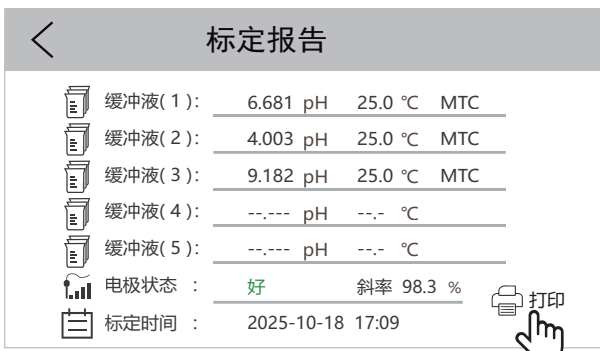 标定报告
缓冲液( 1 ): 6.681 pH 25.0 ℃ MTC
缓冲液( 2 ): 4.003 pH 25.0 ℃ MTC
缓冲液( 3 ): 9.182 pH 25.0 ℃ MTC
缓冲液( 4 ): --.--- pH --.- ℃
缓冲液( 5 ): --.--- pH --.- ℃
电极状态 : 好 斜率 98.3 %
打印
标定时间 : 2025-10-18 17:09